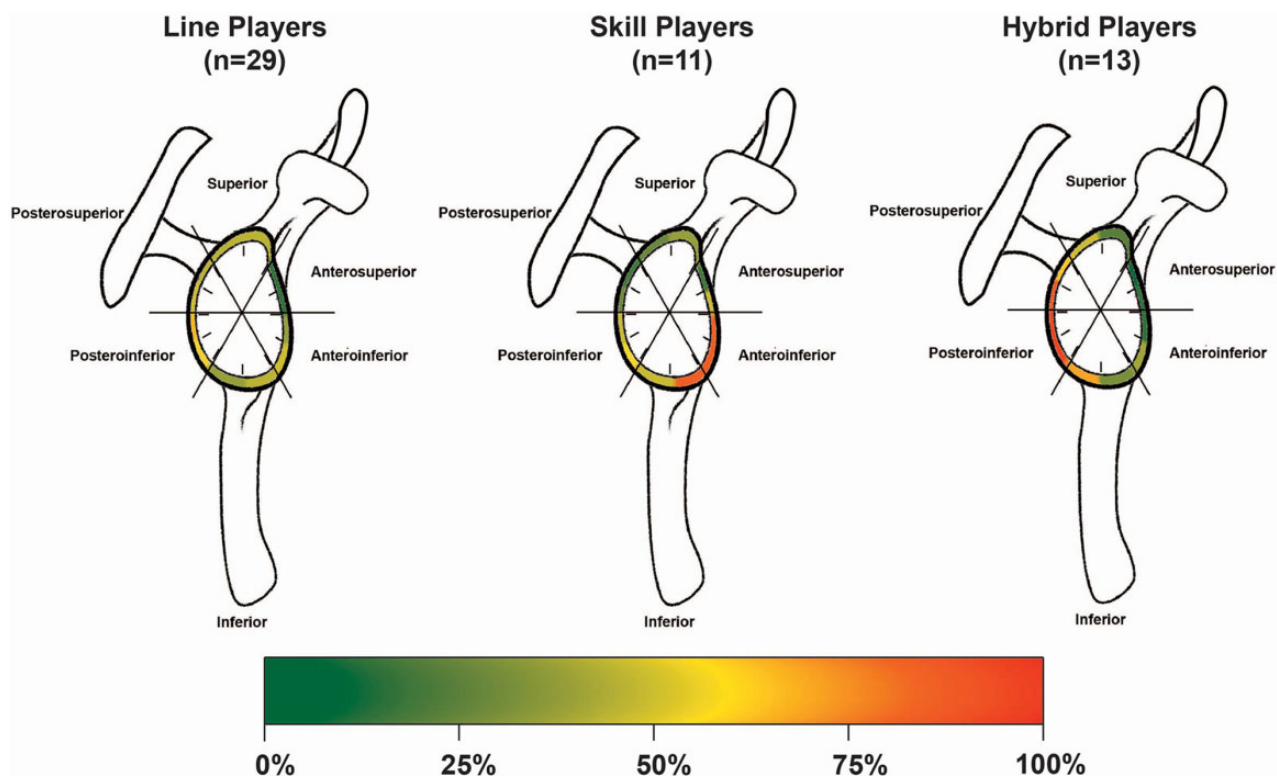 Line Players
(n=29)
Skill Players
(n=11)
Hybrid Players
(n=13)
Superior
Posterosuperior
Anterosuperior
Posteroinferior
Anteroinferior
Inferior
Superior
Posterosuperior
Anterosuperior
Posteroinferior
Anteroinferior
Inferior
Superior
Posterosuperior
Anterosuperior
Posteroinferior
Anteroinferior
Inferior
0%
25%
50%
75%
100%